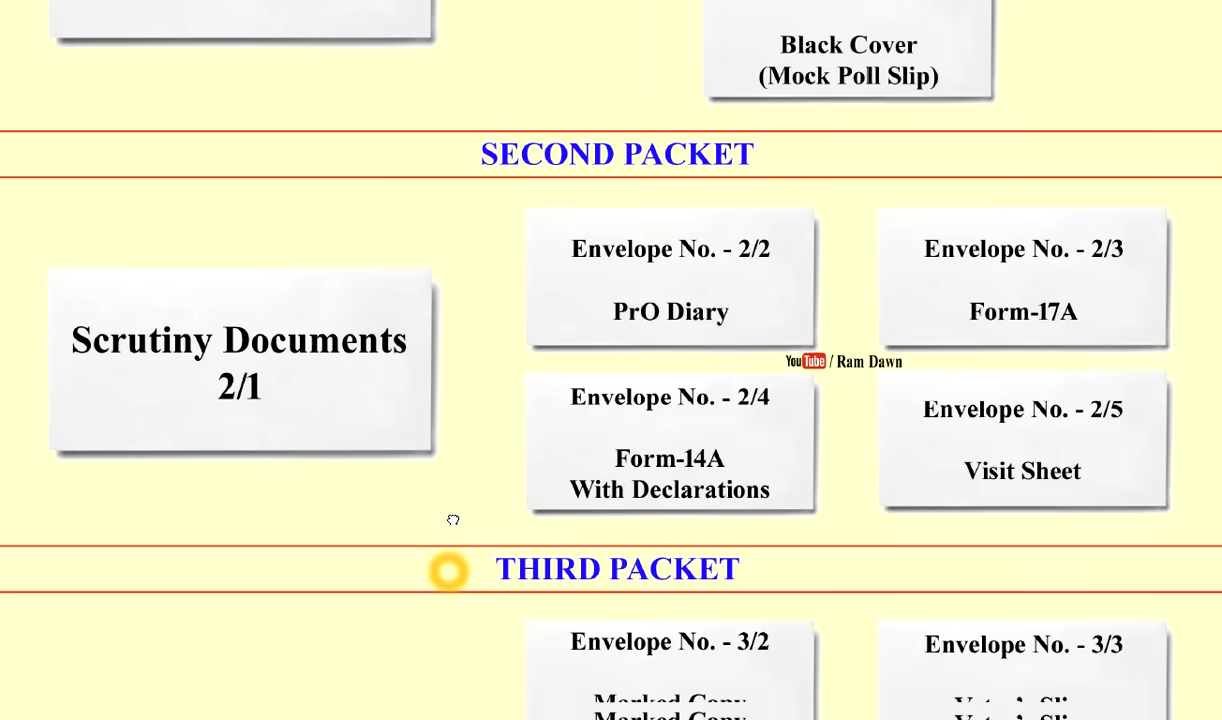 Black Cover
(Mock Poll Slip)
SECOND PACKET
Scrutiny Documents
2/1
Envelope No. - 2/2
PrO Diary
Envelope No. - 2/3
Form-17A
YouTube / Ram Dawn
Envelope No. - 2/4
Form-14A
With Declarations
Envelope No. - 2/5
Visit Sheet
THIRD PACKET
Envelope No. - 3/2
Marked Copy
Envelope No. - 3/3